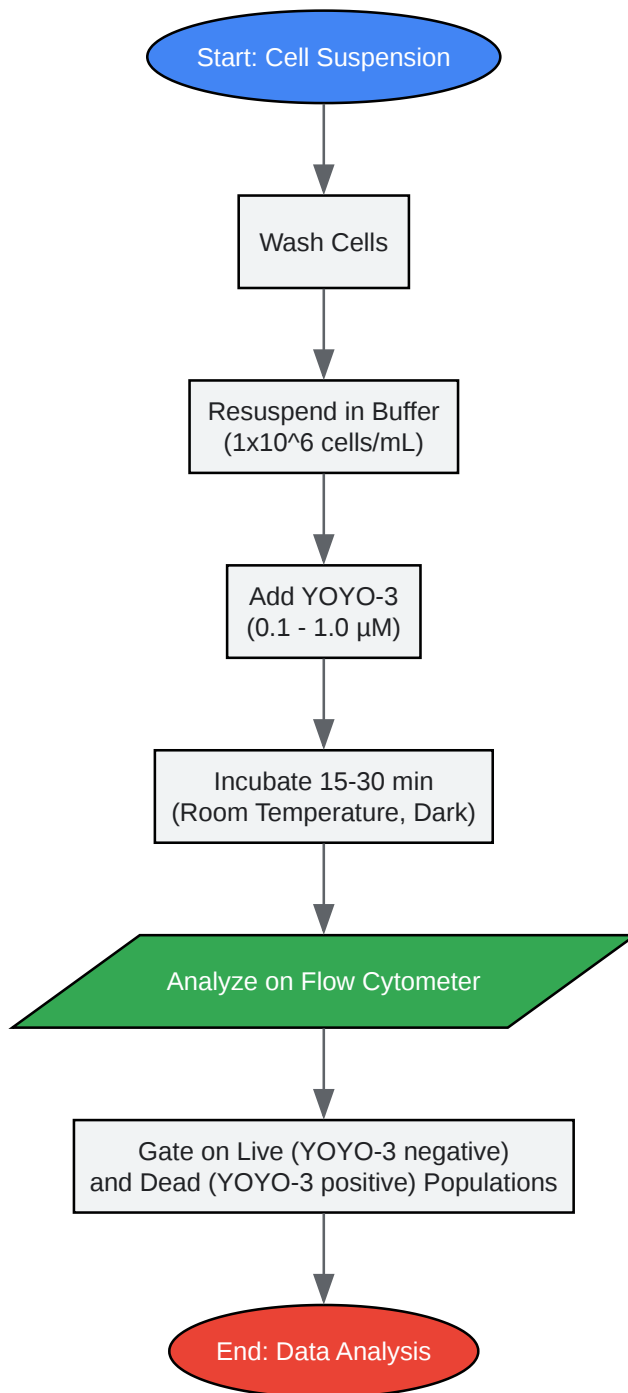 Start: Cell Suspension
Wash Cells
Resuspend in Buffer
(1x10^6 cells/mL)
Add YOYO-3
(0.1 - 1.0 µM)
Incubate 15-30 min
(Room Temperature, Dark)
Analyze on Flow Cytometer
Gate on Live (YOYO-3 negative)
and Dead (YOYO-3 positive) Populations
End: Data Analysis